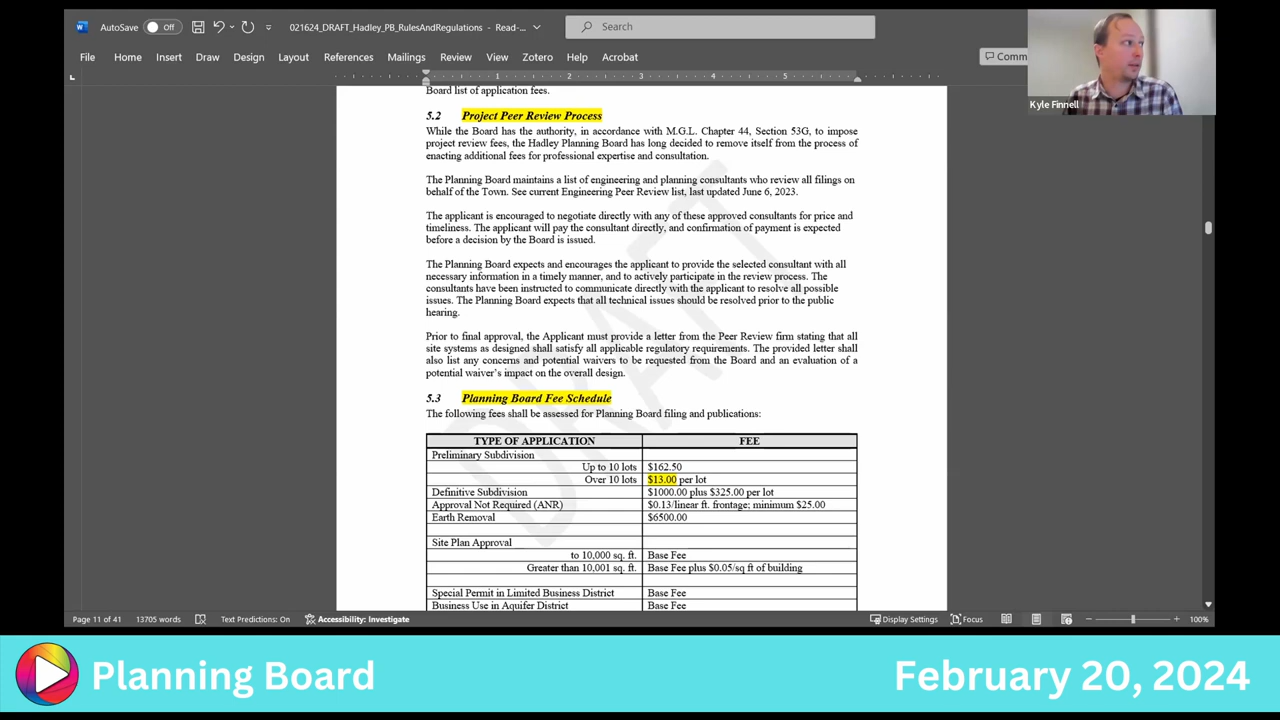 AutoSave Off 021624_DRAFT_Hadley_PB_RulesAndRegulations - Read-... Search
File Home Insert Draw Design Layout References Mailings Review View Zotero Help Acrobat Comm
Kyle Finnell
1 2 3 4 5
Board list of application fees.
5.2 Project Peer Review Process
While the Board has the authority, in accordance with M.G.L. Chapter 44, Section 53G, to impose
project review fees, the Hadley Planning Board has long decided to remove itself from the process of
enacting additional fees for professional expertise and consultation.
The Planning Board maintains a list of engineering and planning consultants who review all filings on
behalf of the Town. See current Engineering Peer Review list, last updated June 6, 2023.
The applicant is encouraged to negotiate directly with any of these approved consultants for price and
timeliness. The applicant will pay the consultant directly, and confirmation of payment is expected
before a decision by the Board is issued.
The Planning Board expects and encourages the applicant to provide the selected consultant with all
necessary information in a timely manner, and to actively participate in the review process. The
consultants have been instructed to communicate directly with the applicant to resolve all possible
issues. The Planning Board expects that all technical issues should be resolved prior to the public
hearing.
Prior to final approval, the Applicant must provide a letter from the Peer Review firm stating that all
site systems as designed shall satisfy all applicable regulatory requirements. The provided letter shall
also list any concerns and potential waivers to be requested from the Board and an evaluation of a
potential waiver's impact on the overall design.
DRAFT
5.3 Planning Board Fee Schedule
The following fees shall be assessed for Planning Board filing and publications:
TYPE OF APPLICATION FEE
Preliminary Subdivision
Up to 10 lots $162.50
Over 10 lots $13.00 per lot
Definitive Subdivision $1000.00 plus $325.00 per lot
Approval Not Required (ANR) $0.13/linear ft. frontage; minimum $25.00
Earth Removal $6500.00
Site Plan Approval
to 10,000 sq. ft. Base Fee
Greater than 10,001 sq. ft. Base Fee plus $0.05/sq ft of building
Special Permit in Limited Business District Base Fee
Business Use in Aquifer District Base Fee
Page 11 of 41 13705 words Text Predictions: On Accessibility: Investigate Display Settings Focus 100%
Planning Board February 20, 2024